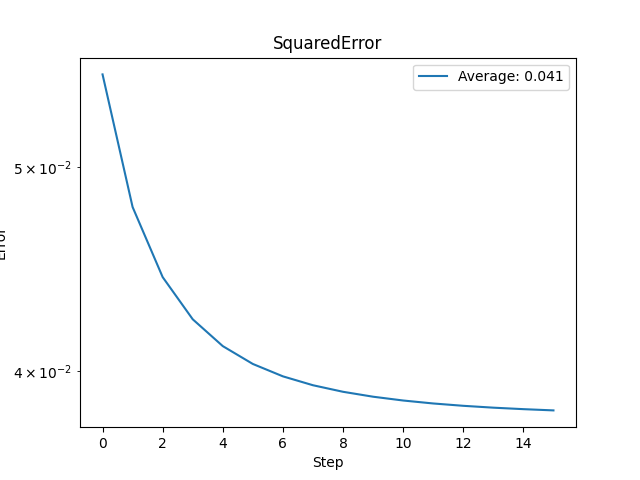 SquaredError
Average: 0.041
5 × 10⁻²
4 × 10⁻²
Error
0 2 4 6 8 10 12 14
Step